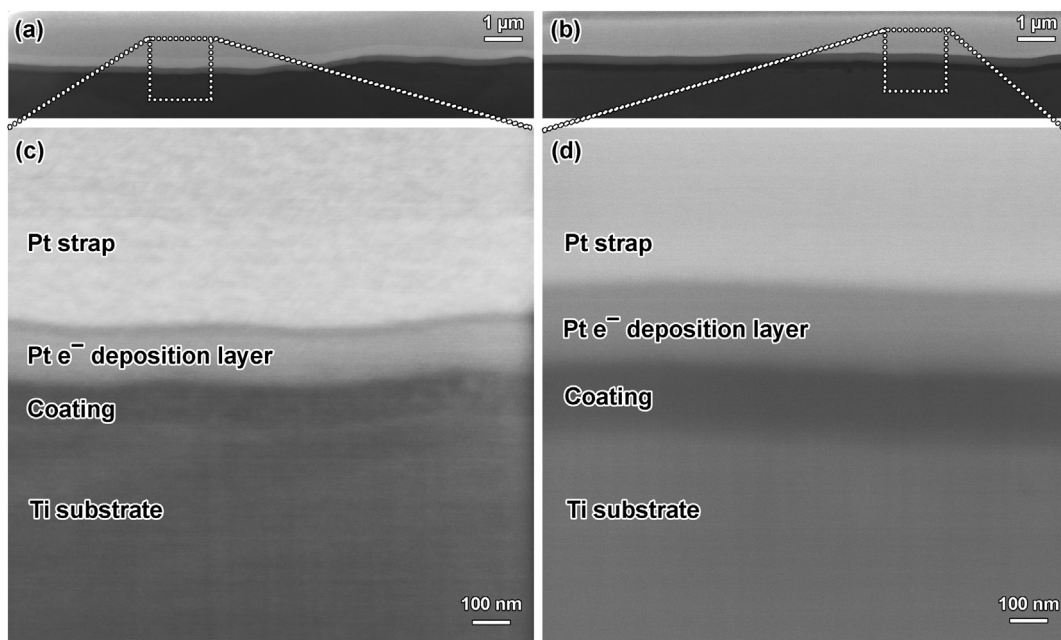 (a)
1 µm
(b)
1 µm
(c)
Pt strap
Pt e⁻ deposition layer
Coating
Ti substrate
100 nm
(d)
Pt strap
Pt e⁻ deposition layer
Coating
Ti substrate
100 nm